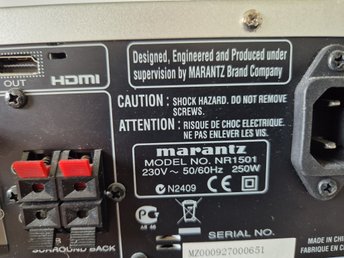 Designed, Engineered and Produced under
supervision by MARANTZ Brand Company
OUT
HDMI
CAUTION : SHOCK HAZARD. DO NOT REMOVE
SCREWS.
ATTENTION : RISQUE DE CHOC ELECTRIQUE.
NE PAS ENLEVER LES VIS.
marantz
MODEL NO. NR1501
230V ~ 50/60Hz 250W
N2409
SERIAL NO.
MZ000927000651
SURROUND BACK
MADE IN CHIN
FABRIQUE EN C